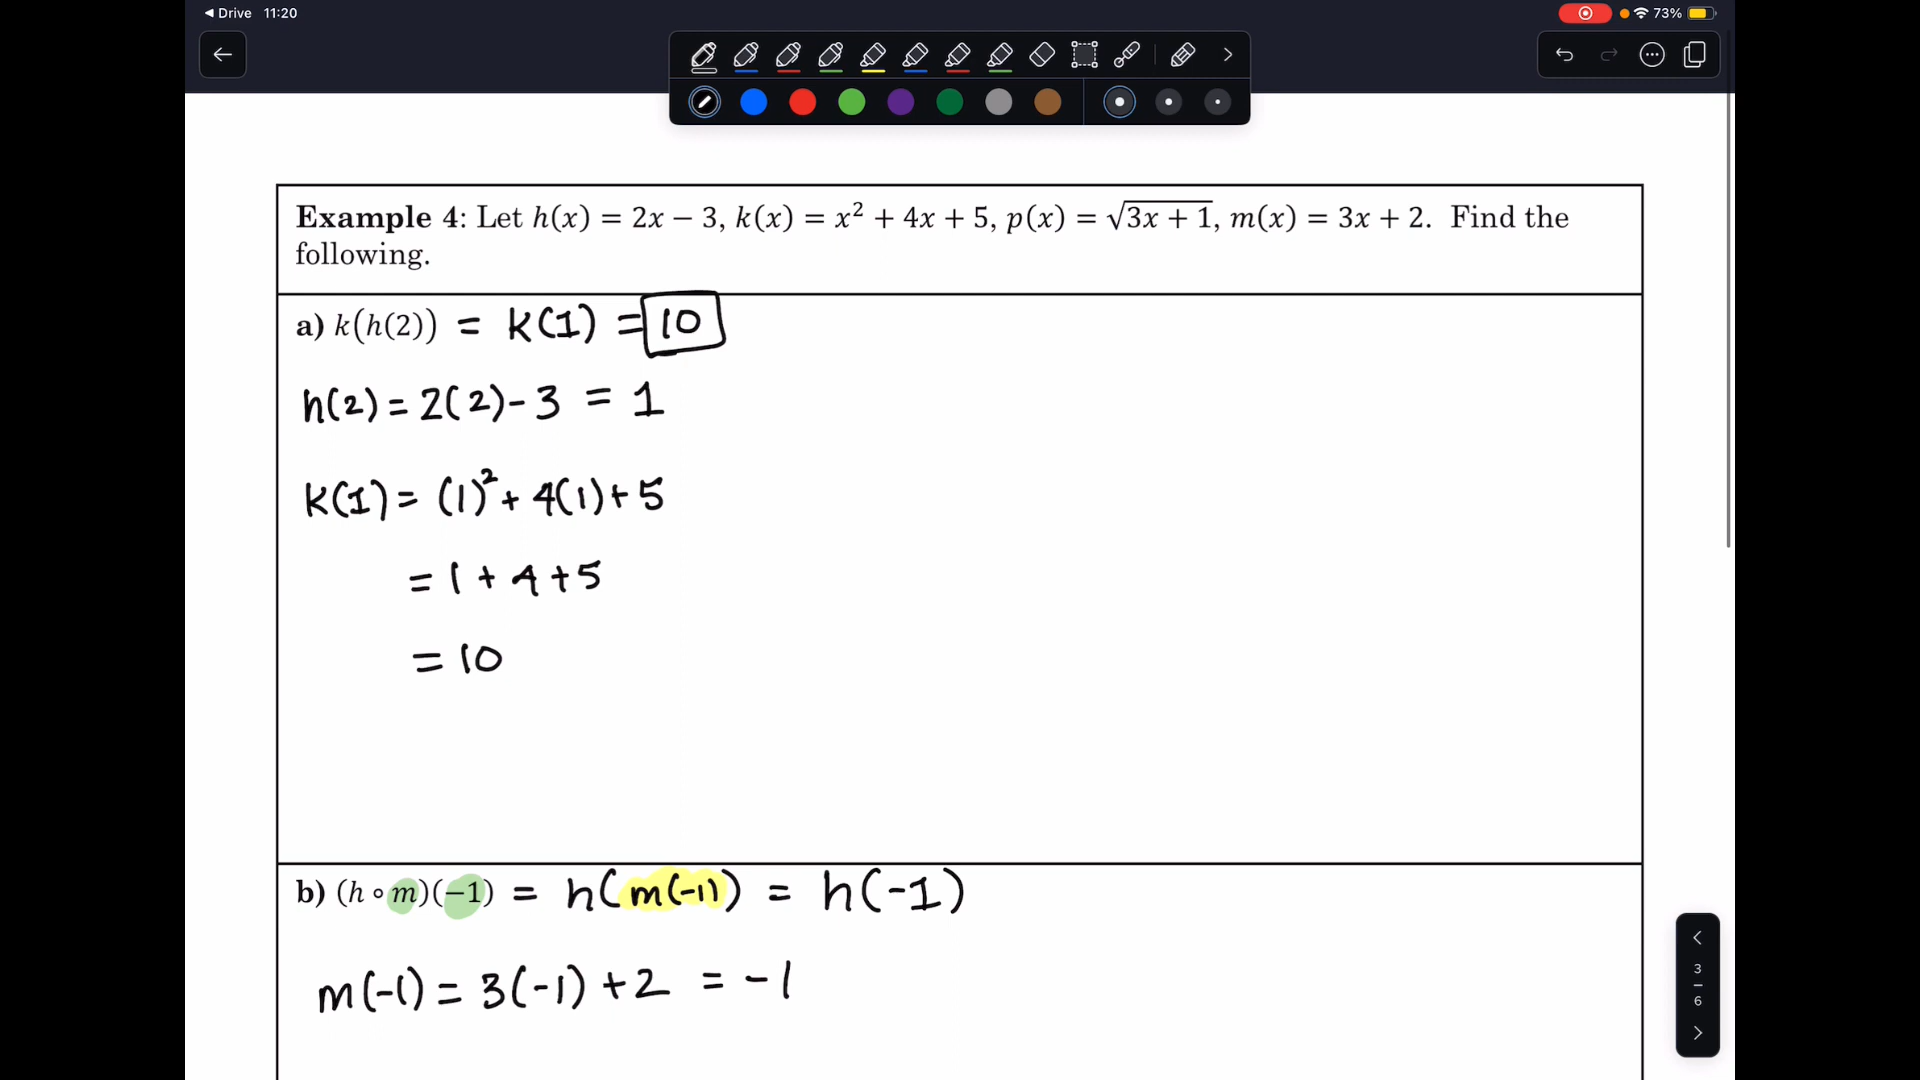 Drive 11:20
73%
Example 4: Let h(x) = 2x − 3, k(x) = x² + 4x + 5, p(x) = √(3x + 1), m(x) = 3x + 2. Find the
following.
a) k(h(2)) = k(1) = 10
h(2) = 2(2) - 3 = 1
k(1) = (1)² + 4(1) + 5
= 1 + 4 + 5
= 10
b) (h ∘ m)(−1) = h(m(-1)) = h(-1)
m(-1) = 3(-1) + 2 = -1
3
6